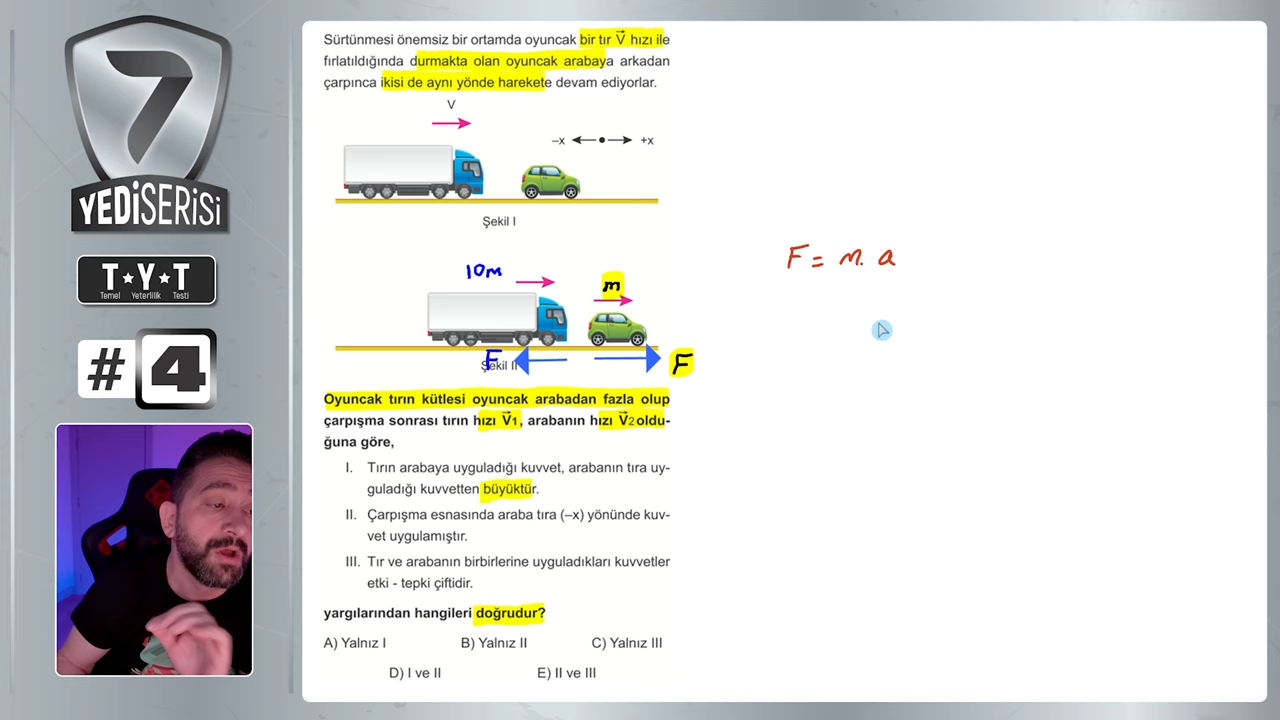 7
YEDİSERİSİ
T★Y★T
Temel Yeterlilik Testi
# 4
Sürtünmesi önemsiz bir ortamda oyuncak bir tır V⃗ hızı ile
fırlatıldığında durmakta olan oyuncak arabaya arkadan
çarpınca ikisi de aynı yönde harekete devam ediyorlar.
V
–x +x
Şekil I
10m
m
F F
Şekil II
F = m. a
Oyuncak tırın kütlesi oyuncak arabadan fazla olup
çarpışma sonrası tırın hızı V⃗1, arabanın hızı V⃗2 oldu-
ğuna göre,
I. Tırın arabaya uyguladığı kuvvet, arabanın tıra uy-
guladığı kuvvetten büyüktür.
II. Çarpışma esnasında araba tıra (–x) yönünde kuv-
vet uygulamıştır.
III. Tır ve arabanın birbirlerine uyguladıkları kuvvetler
etki - tepki çiftidir.
yargılarından hangileri doğrudur?
A) Yalnız I B) Yalnız II C) Yalnız III
D) I ve II E) II ve III